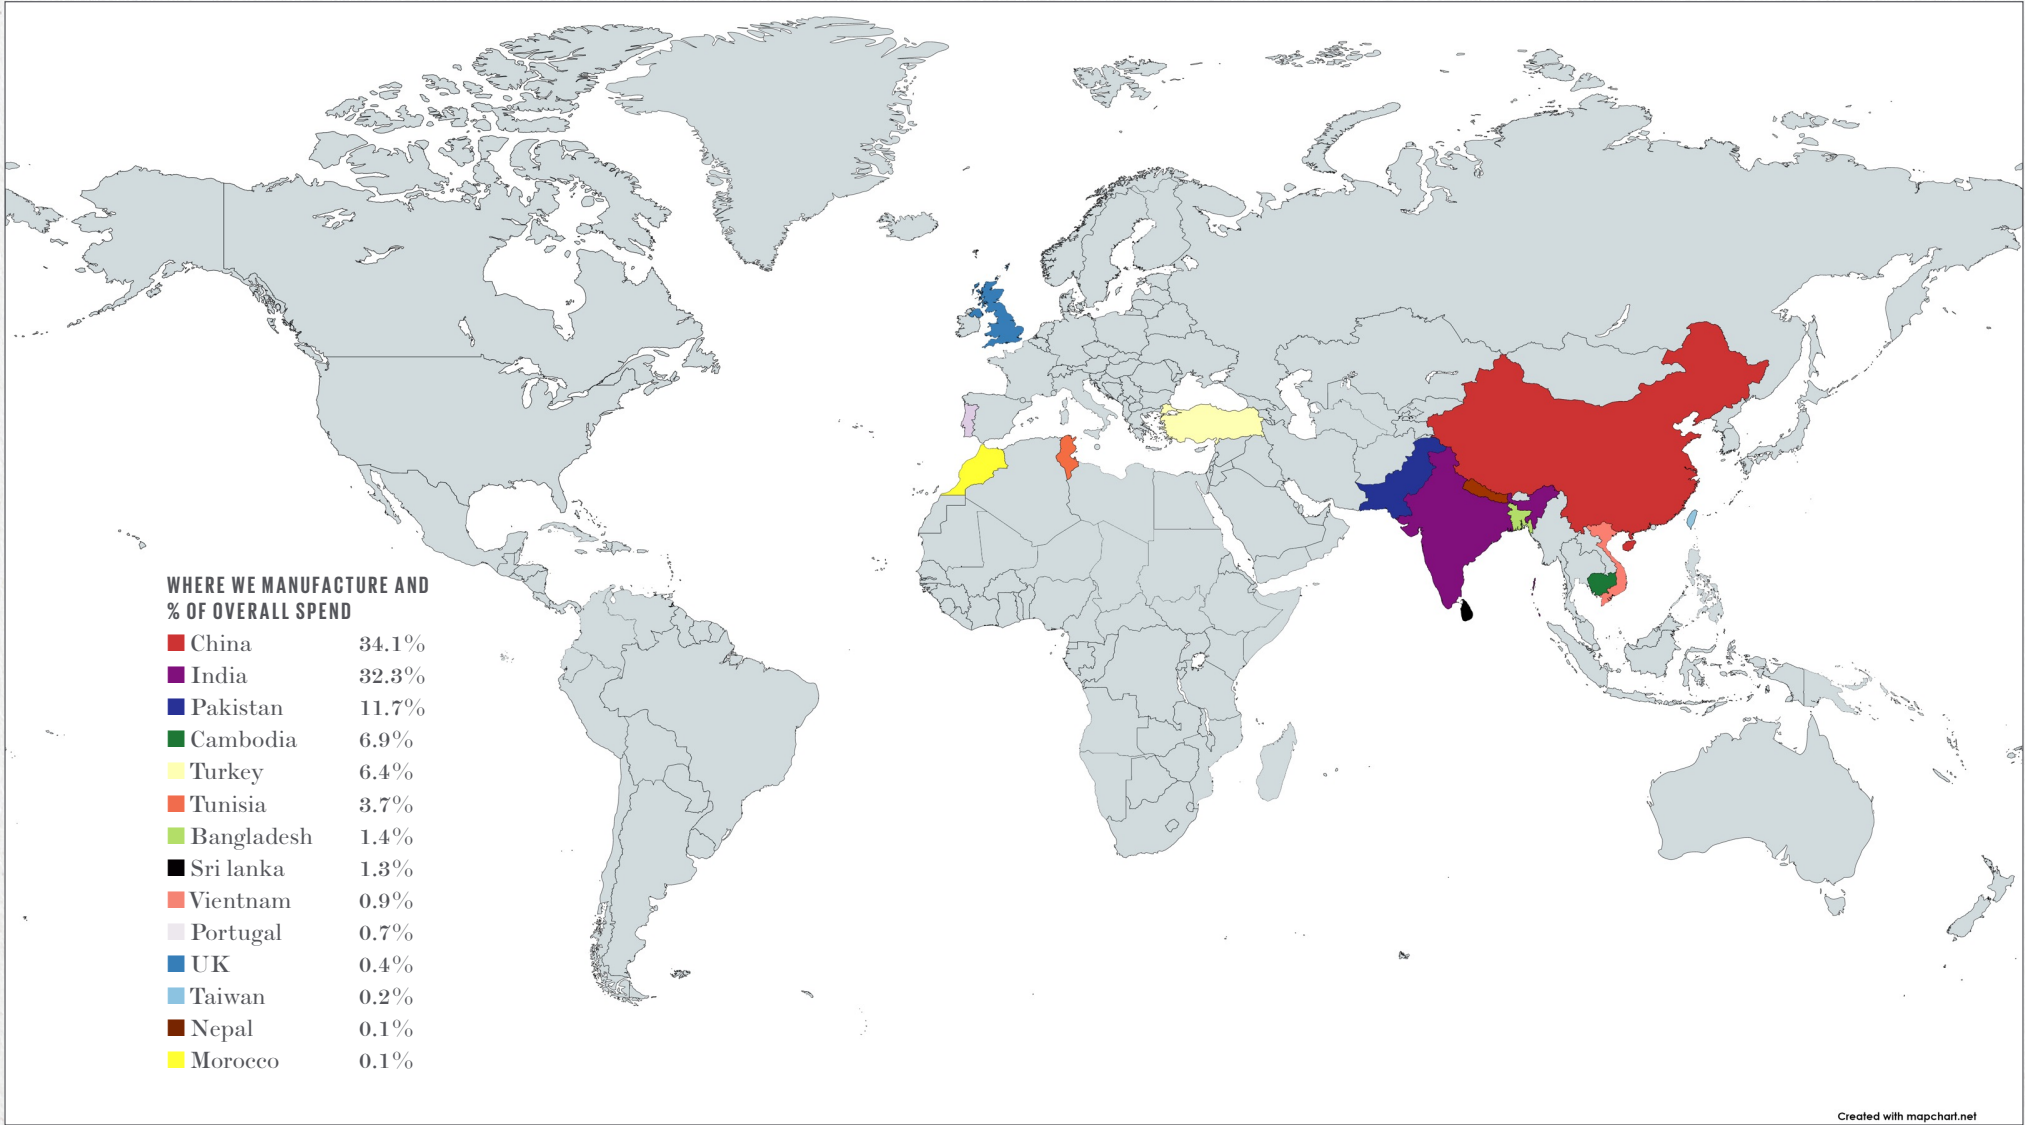 WHERE WE MANUFACTURE AND
% OF OVERALL SPEND
China 34.1%
India 32.3%
Pakistan 11.7%
Cambodia 6.9%
Turkey 6.4%
Tunisia 3.7%
Bangladesh 1.4%
Sri lanka 1.3%
Vientnam 0.9%
Portugal 0.7%
UK 0.4%
Taiwan 0.2%
Nepal 0.1%
Morocco 0.1%
Created with mapchart.net